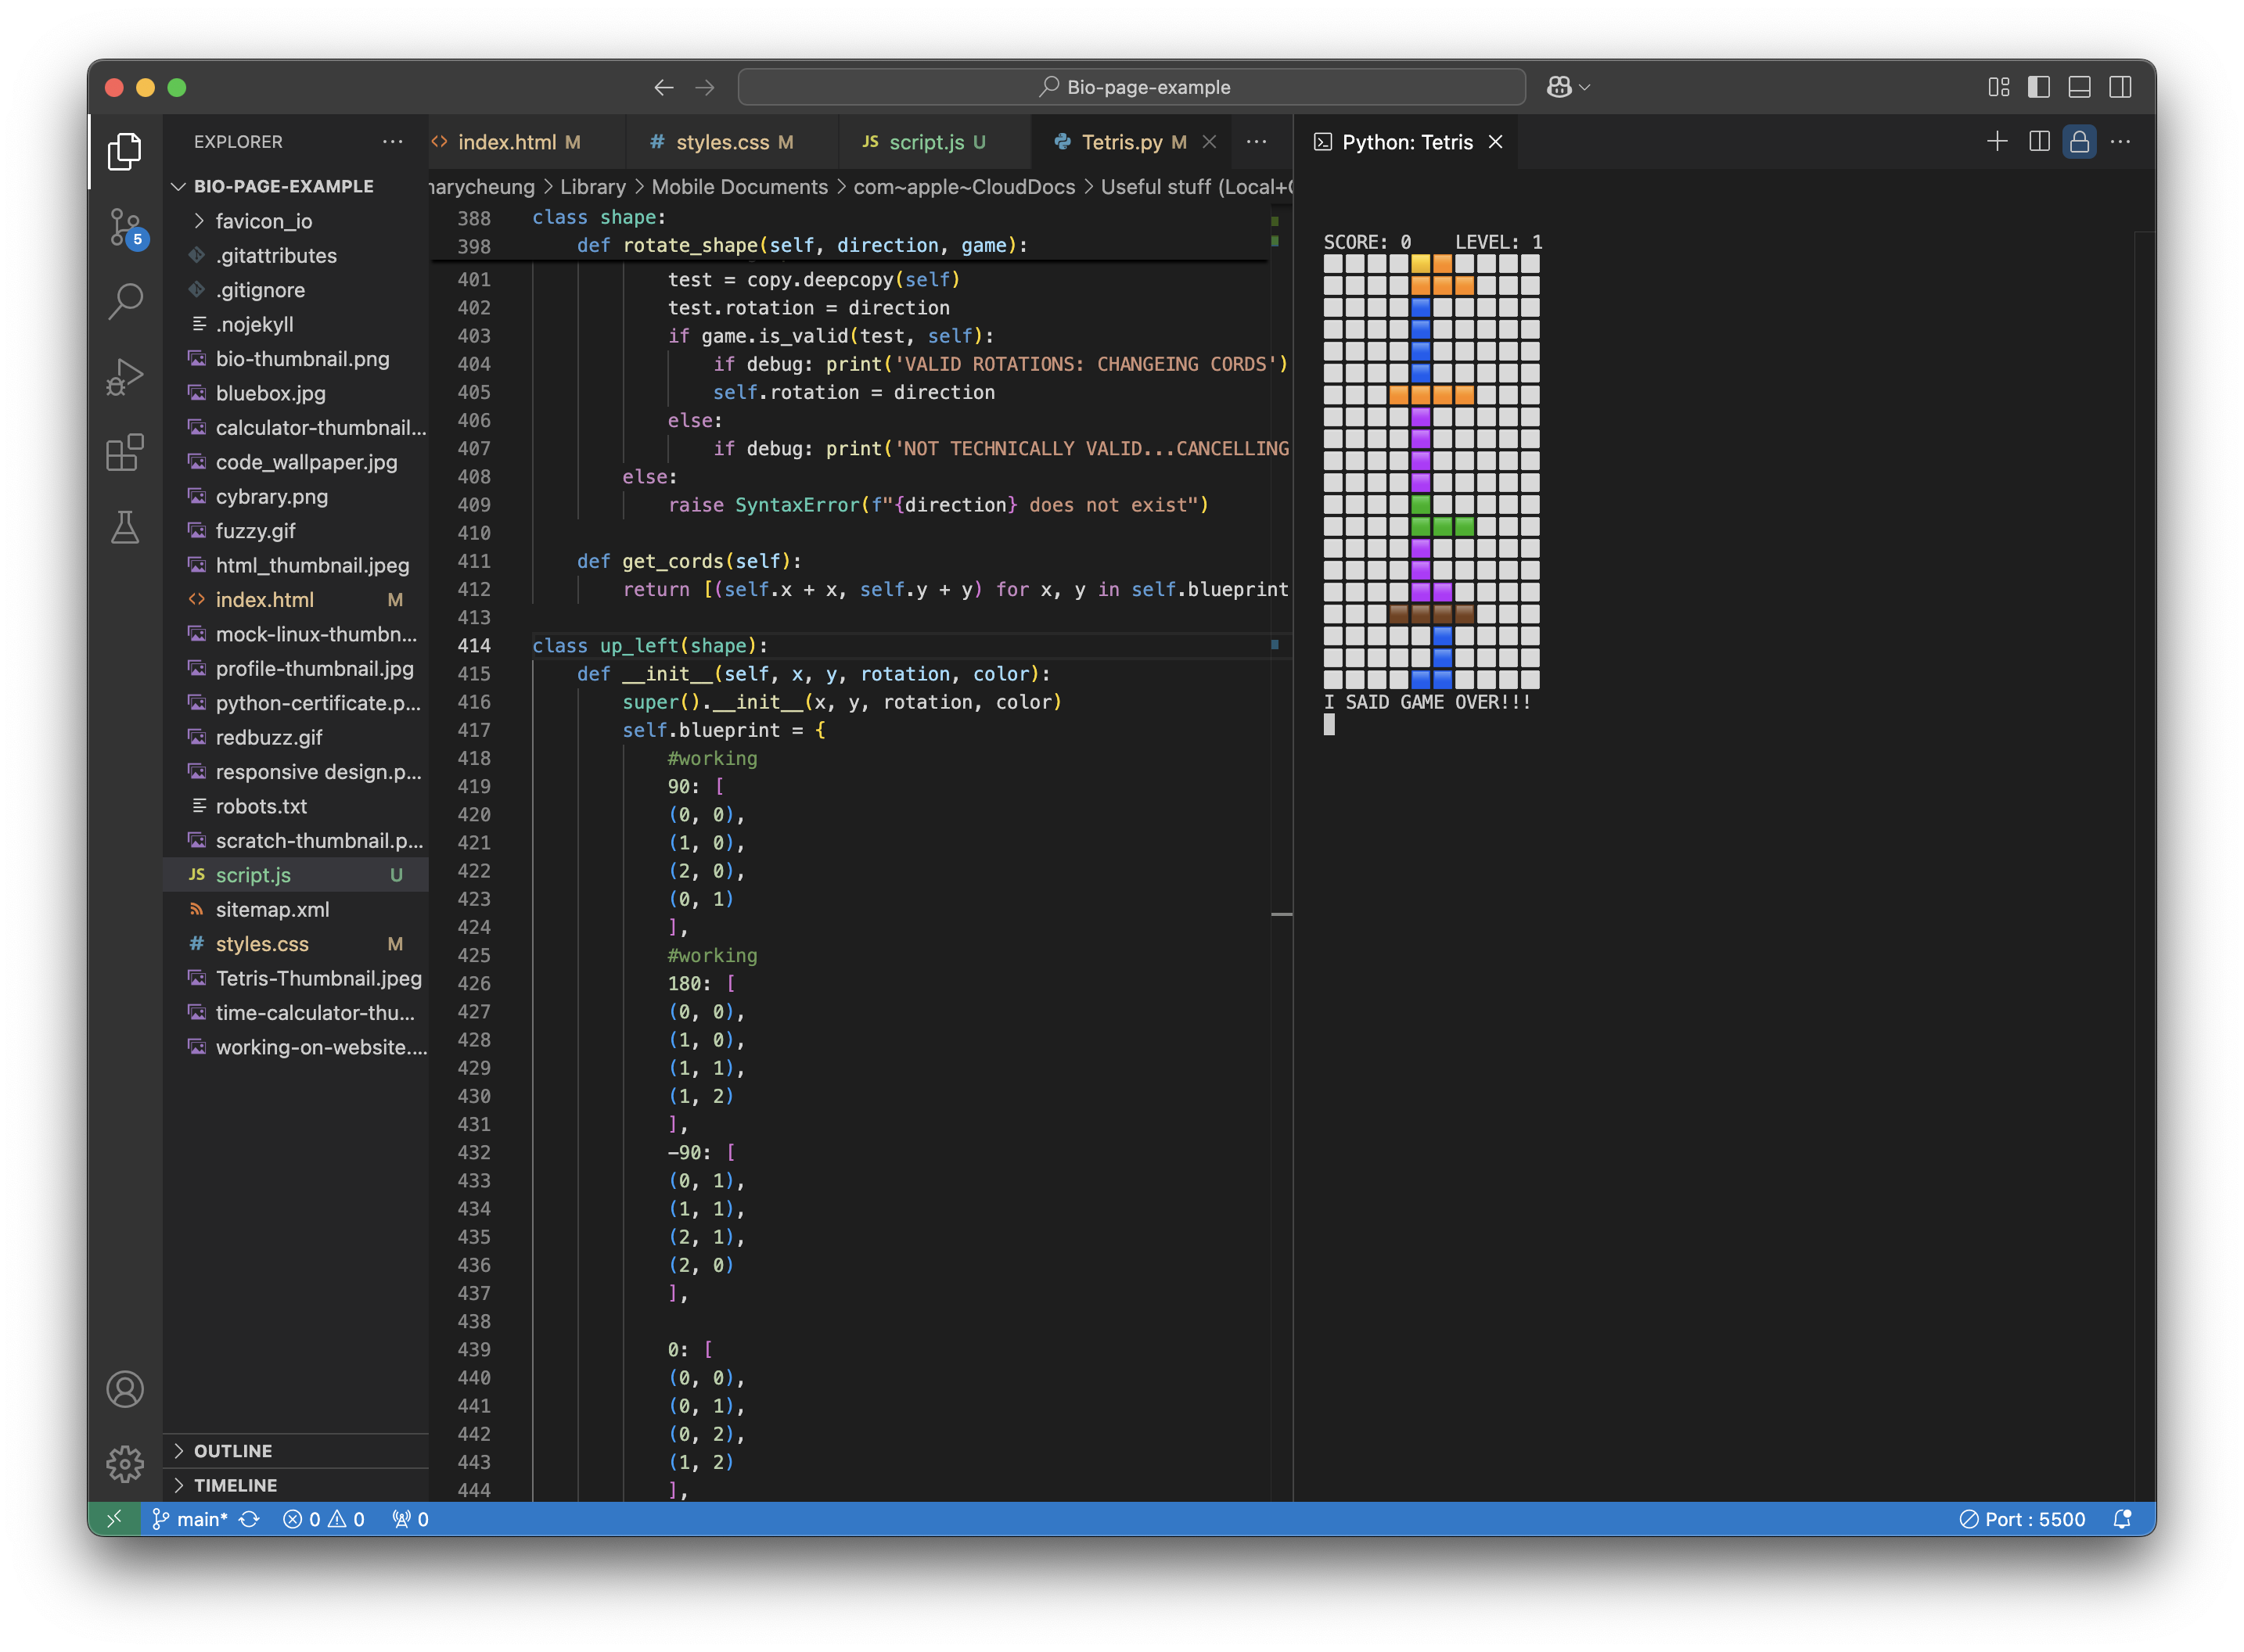 Bio-page-example
EXPLORER
BIO-PAGE-EXAMPLE
favicon_io
.gitattributes
.gitignore
.nojekyll
bio-thumbnail.png
bluebox.jpg
calculator-thumbnail...
code_wallpaper.jpg
cybrary.png
fuzzy.gif
html_thumbnail.jpeg
index.html M
mock-linux-thumbn...
profile-thumbnail.jpg
python-certificate.p...
redbuzz.gif
responsive design.p...
robots.txt
scratch-thumbnail.p...
JS script.js U
sitemap.xml
# styles.css M
Tetris-Thumbnail.jpeg
time-calculator-thu...
working-on-website....
OUTLINE
TIMELINE
5
<> index.html M # styles.css M JS script.js U Tetris.py M
narycheung > Library > Mobile Documents > com~apple~CloudDocs > Useful stuff (Local+
388 class shape:
398 def rotate_shape(self, direction, game):
401 test = copy.deepcopy(self)
402 test.rotation = direction
403 if game.is_valid(test, self):
404 if debug: print('VALID ROTATIONS: CHANGEING CORDS')
405 self.rotation = direction
406 else:
407 if debug: print('NOT TECHNICALLY VALID...CANCELLING
408 else:
409 raise SyntaxError(f"{direction} does not exist")
410
411 def get_cords(self):
412 return [(self.x + x, self.y + y) for x, y in self.blueprint
413
414 class up_left(shape):
415 def __init__(self, x, y, rotation, color):
416 super().__init__(x, y, rotation, color)
417 self.blueprint = {
418 #working
419 90: [
420 (0, 0),
421 (1, 0),
422 (2, 0),
423 (0, 1)
424 ],
425 #working
426 180: [
427 (0, 0),
428 (1, 0),
429 (1, 1),
430 (1, 2)
431 ],
432 -90: [
433 (0, 1),
434 (1, 1),
435 (2, 1),
436 (2, 0)
437 ],
438
439 0: [
440 (0, 0),
441 (0, 1),
442 (0, 2),
443 (1, 2)
444 ],
Python: Tetris
SCORE: 0 LEVEL: 1
I SAID GAME OVER!!!
main* 0 0 0
Port : 5500